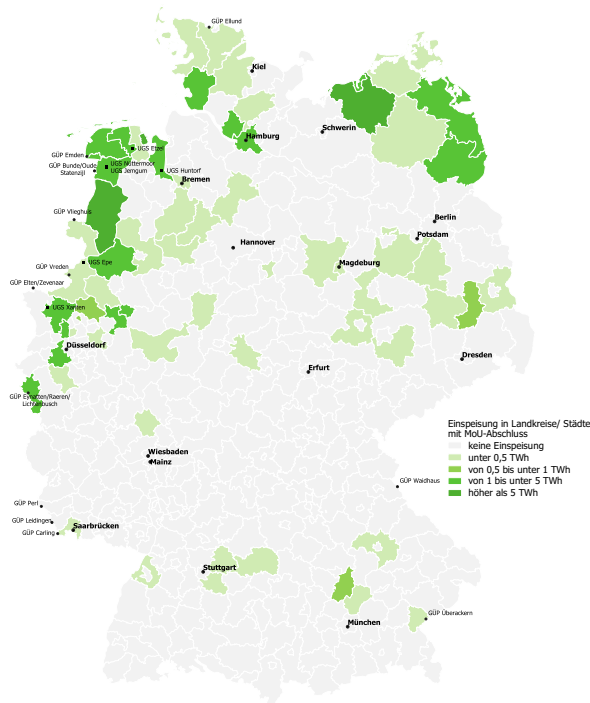 GÜP Ellund
Kiel
Schwerin
Hamburg
UGS Etzel
GÜP Emden
GÜP Bunde/Oude
Statenzijl
UGS Nüttermoor
UGS Jemgum
UGS Huntorf
Bremen
GÜP Vlieghuis
Berlin
Potsdam
Hannover
UGS Epe
GÜP Vreden
Magdeburg
GÜP Elten/Zevenaar
UGS Xanten
Düsseldorf
Dresden
Erfurt
GÜP Eynatten/Raeren/
Lichtenbusch
Einspeisung in Landkreise/ Städte
mit MoU-Abschluss
keine Einspeisung
unter 0,5 TWh
von 0,5 bis unter 1 TWh
von 1 bis unter 5 TWh
höher als 5 TWh
Wiesbaden
Mainz
GÜP Waidhaus
GÜP Perl
GÜP Leidingen
Saarbrücken
GÜP Carling
Stuttgart
GÜP Überackern
München